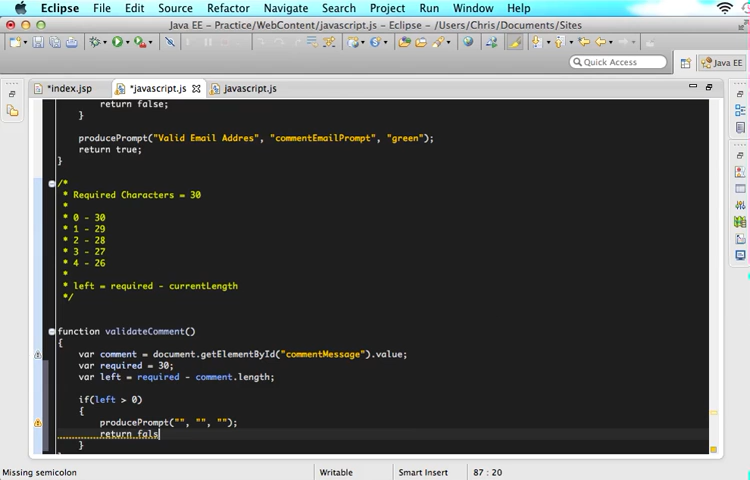 Eclipse File Edit Source Refactor Navigate Search Project Run Window Help
Java EE - Practice/WebContent/javascript.js - Eclipse - /Users/Chris/Documents/Sites
Quick Access
Java EE
*index.jsp
*javascript.js
javascript.js
return false;
}
producePrompt("Valid Email Addres", "commentEmailPrompt", "green");
return true;
}
/*
* Required Characters = 30
*
* 0 - 30
* 1 - 29
* 2 - 28
* 3 - 27
* 4 - 26
*
* left = required - currentLength
*/
function validateComment()
{
var comment = document.getElementById("commentMessage").value;
var required = 30;
var left = required - comment.length;
if(left > 0)
{
producePrompt("", "", "");
return fals
}
Missing semicolon
Writable
Smart Insert
87 : 20